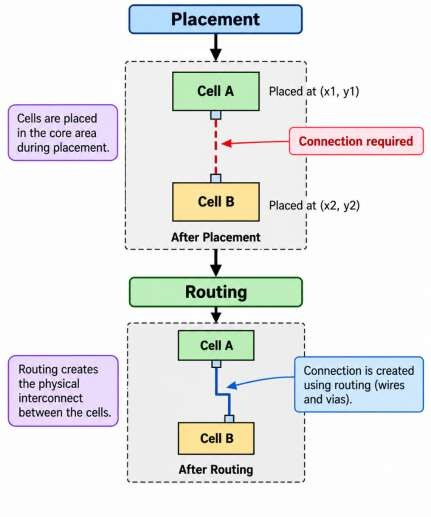 Placement
Cell A
Placed at (x1, y1)
Cells are placed
in the core area
during placement.
Connection required
Cell B
Placed at (x2, y2)
After Placement
Routing
Cell A
Routing creates
the physical
interconnect
between the cells.
Connection is created
using routing (wires
and vias).
Cell B
After Routing